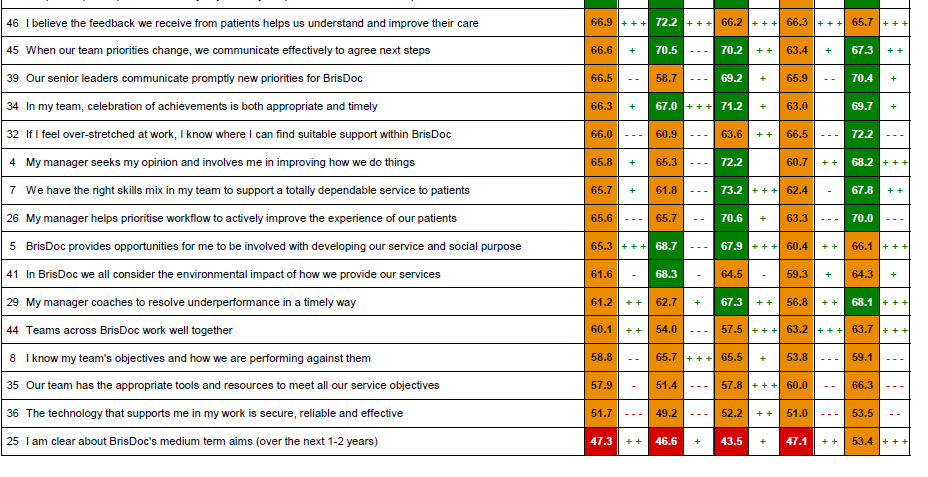 46 I believe the feedback we receive from patients helps us understand and improve their care 66.9 +++ 72.2 +++ 66.2 +++ 66.3 +++ 65.7 +++
45 When our team priorities change, we communicate effectively to agree next steps 66.6 + 70.5 --- 70.2 ++ 63.4 + 67.3 ++
39 Our senior leaders communicate promptly new priorities for BrisDoc 66.5 -- 58.7 --- 69.2 + 65.9 -- 70.4 +
34 In my team, celebration of achievements is both appropriate and timely 66.3 + 67.0 +++ 71.2 + 63.0 69.7 +
32 If I feel over-stretched at work, I know where I can find suitable support within BrisDoc 66.0 --- 60.9 --- 63.6 ++ 66.5 --- 72.2 ---
4 My manager seeks my opinion and involves me in improving how we do things 65.8 + 65.3 --- 72.2 60.7 ++ 68.2 +++
7 We have the right skills mix in my team to support a totally dependable service to patients 65.7 + 61.8 --- 73.2 +++ 62.4 - 67.8 ++
26 My manager helps prioritise workflow to actively improve the experience of our patients 65.6 --- 65.7 -- 70.6 + 63.3 --- 70.0 ---
5 BrisDoc provides opportunities for me to be involved with developing our service and social purpose 65.3 +++ 68.7 --- 67.9 +++ 60.4 ++ 66.1 +++
41 In BrisDoc we all consider the environmental impact of how we provide our services 61.6 - 68.3 - 64.5 - 59.3 + 64.3 +
29 My manager coaches to resolve underperformance in a timely way 61.2 ++ 62.7 + 67.3 ++ 56.8 ++ 68.1 +++
44 Teams across BrisDoc work well together 60.1 ++ 54.0 --- 57.5 +++ 63.2 +++ 63.7 +++
8 I know my team's objectives and how we are performing against them 58.8 -- 65.7 +++ 65.5 + 53.8 --- 59.1 ---
35 Our team has the appropriate tools and resources to meet all our service objectives 57.9 - 51.4 --- 57.8 +++ 60.0 -- 66.3 ---
36 The technology that supports me in my work is secure, reliable and effective 51.7 --- 49.2 --- 52.2 ++ 51.0 --- 53.5 --
25 I am clear about BrisDoc's medium term aims (over the next 1-2 years) 47.3 ++ 46.6 + 43.5 + 47.1 ++ 53.4 +++